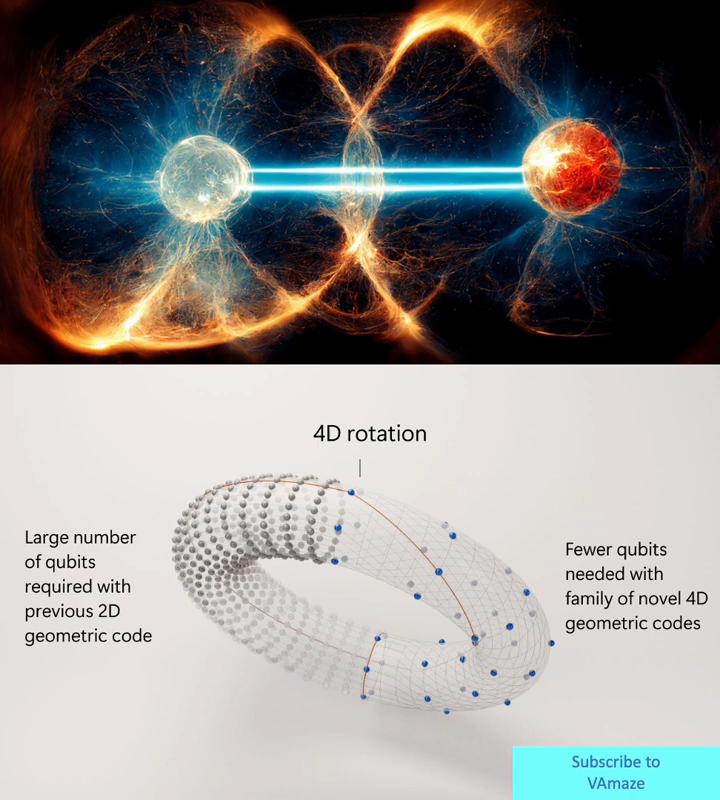 4D rotation
Large number
of qubits
required with
previous 2D
geometric code
Fewer qubits
needed with
family of novel 4D
geometric codes
Subscribe to
VAmaze